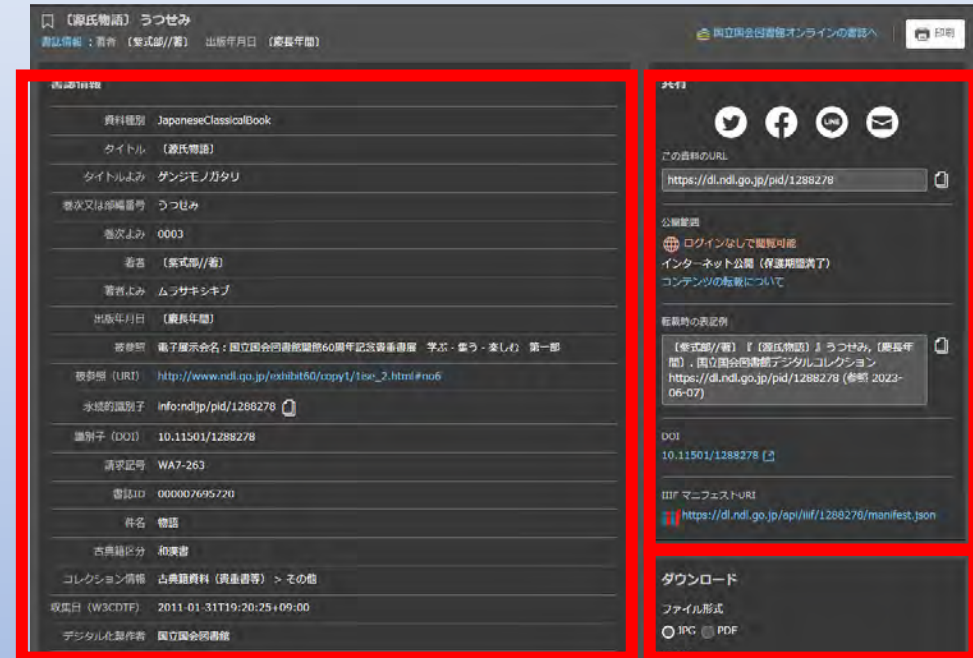 〔源氏物語〕 うつせみ
書誌情報 : 著者 〔紫式部//著〕 出版年月日 〔慶長年間〕
国立国会図書館オンラインの書誌へ
印刷
書誌情報
資料種別 JapaneseClassicalBook
タイトル 〔源氏物語〕
タイトルよみ ゲンジモノガタリ
巻次又は部編番号 うつせみ
巻次よみ 0003
著者 〔紫式部//著〕
著者よみ ムラサキシキブ
出版年月日 〔慶長年間〕
被参照 電子展示会名：国立国会図書館開館60周年記念貴重書展 学ぶ - 集う - 楽しむ 第一部
被参照 (URI) http://www.ndl.go.jp/exhibit60/copy1/1ise_2.html#no6
永続的識別子 info:ndljp/pid/1288278
識別子 (DOI) 10.11501/1288278
請求記号 WA7-263
書誌ID 000007695720
件名 物語
古典籍区分 和漢書
コレクション情報 古典籍資料（貴重書等） > その他
収集日 (W3CDTF) 2011-01-31T19:20:25+09:00
デジタル化製作者 国立国会図書館
共有
LINE
この資料のURL
https://dl.ndl.go.jp/pid/1288278
公開範囲
ログインなしで閲覧可能
インターネット公開（保護期間満了）
コンテンツの転載について
転載時の表記例
〔紫式部//著〕『〔源氏物語〕』うつせみ,〔慶長年
間〕. 国立国会図書館デジタルコレクション
https://dl.ndl.go.jp/pid/1288278 (参照 2023-
06-07)
DOI
10.11501/1288278
IIIF マニフェストURI
https://dl.ndl.go.jp/api/iiif/1288278/manifest.json
ダウンロード
ファイル形式
JPG PDF